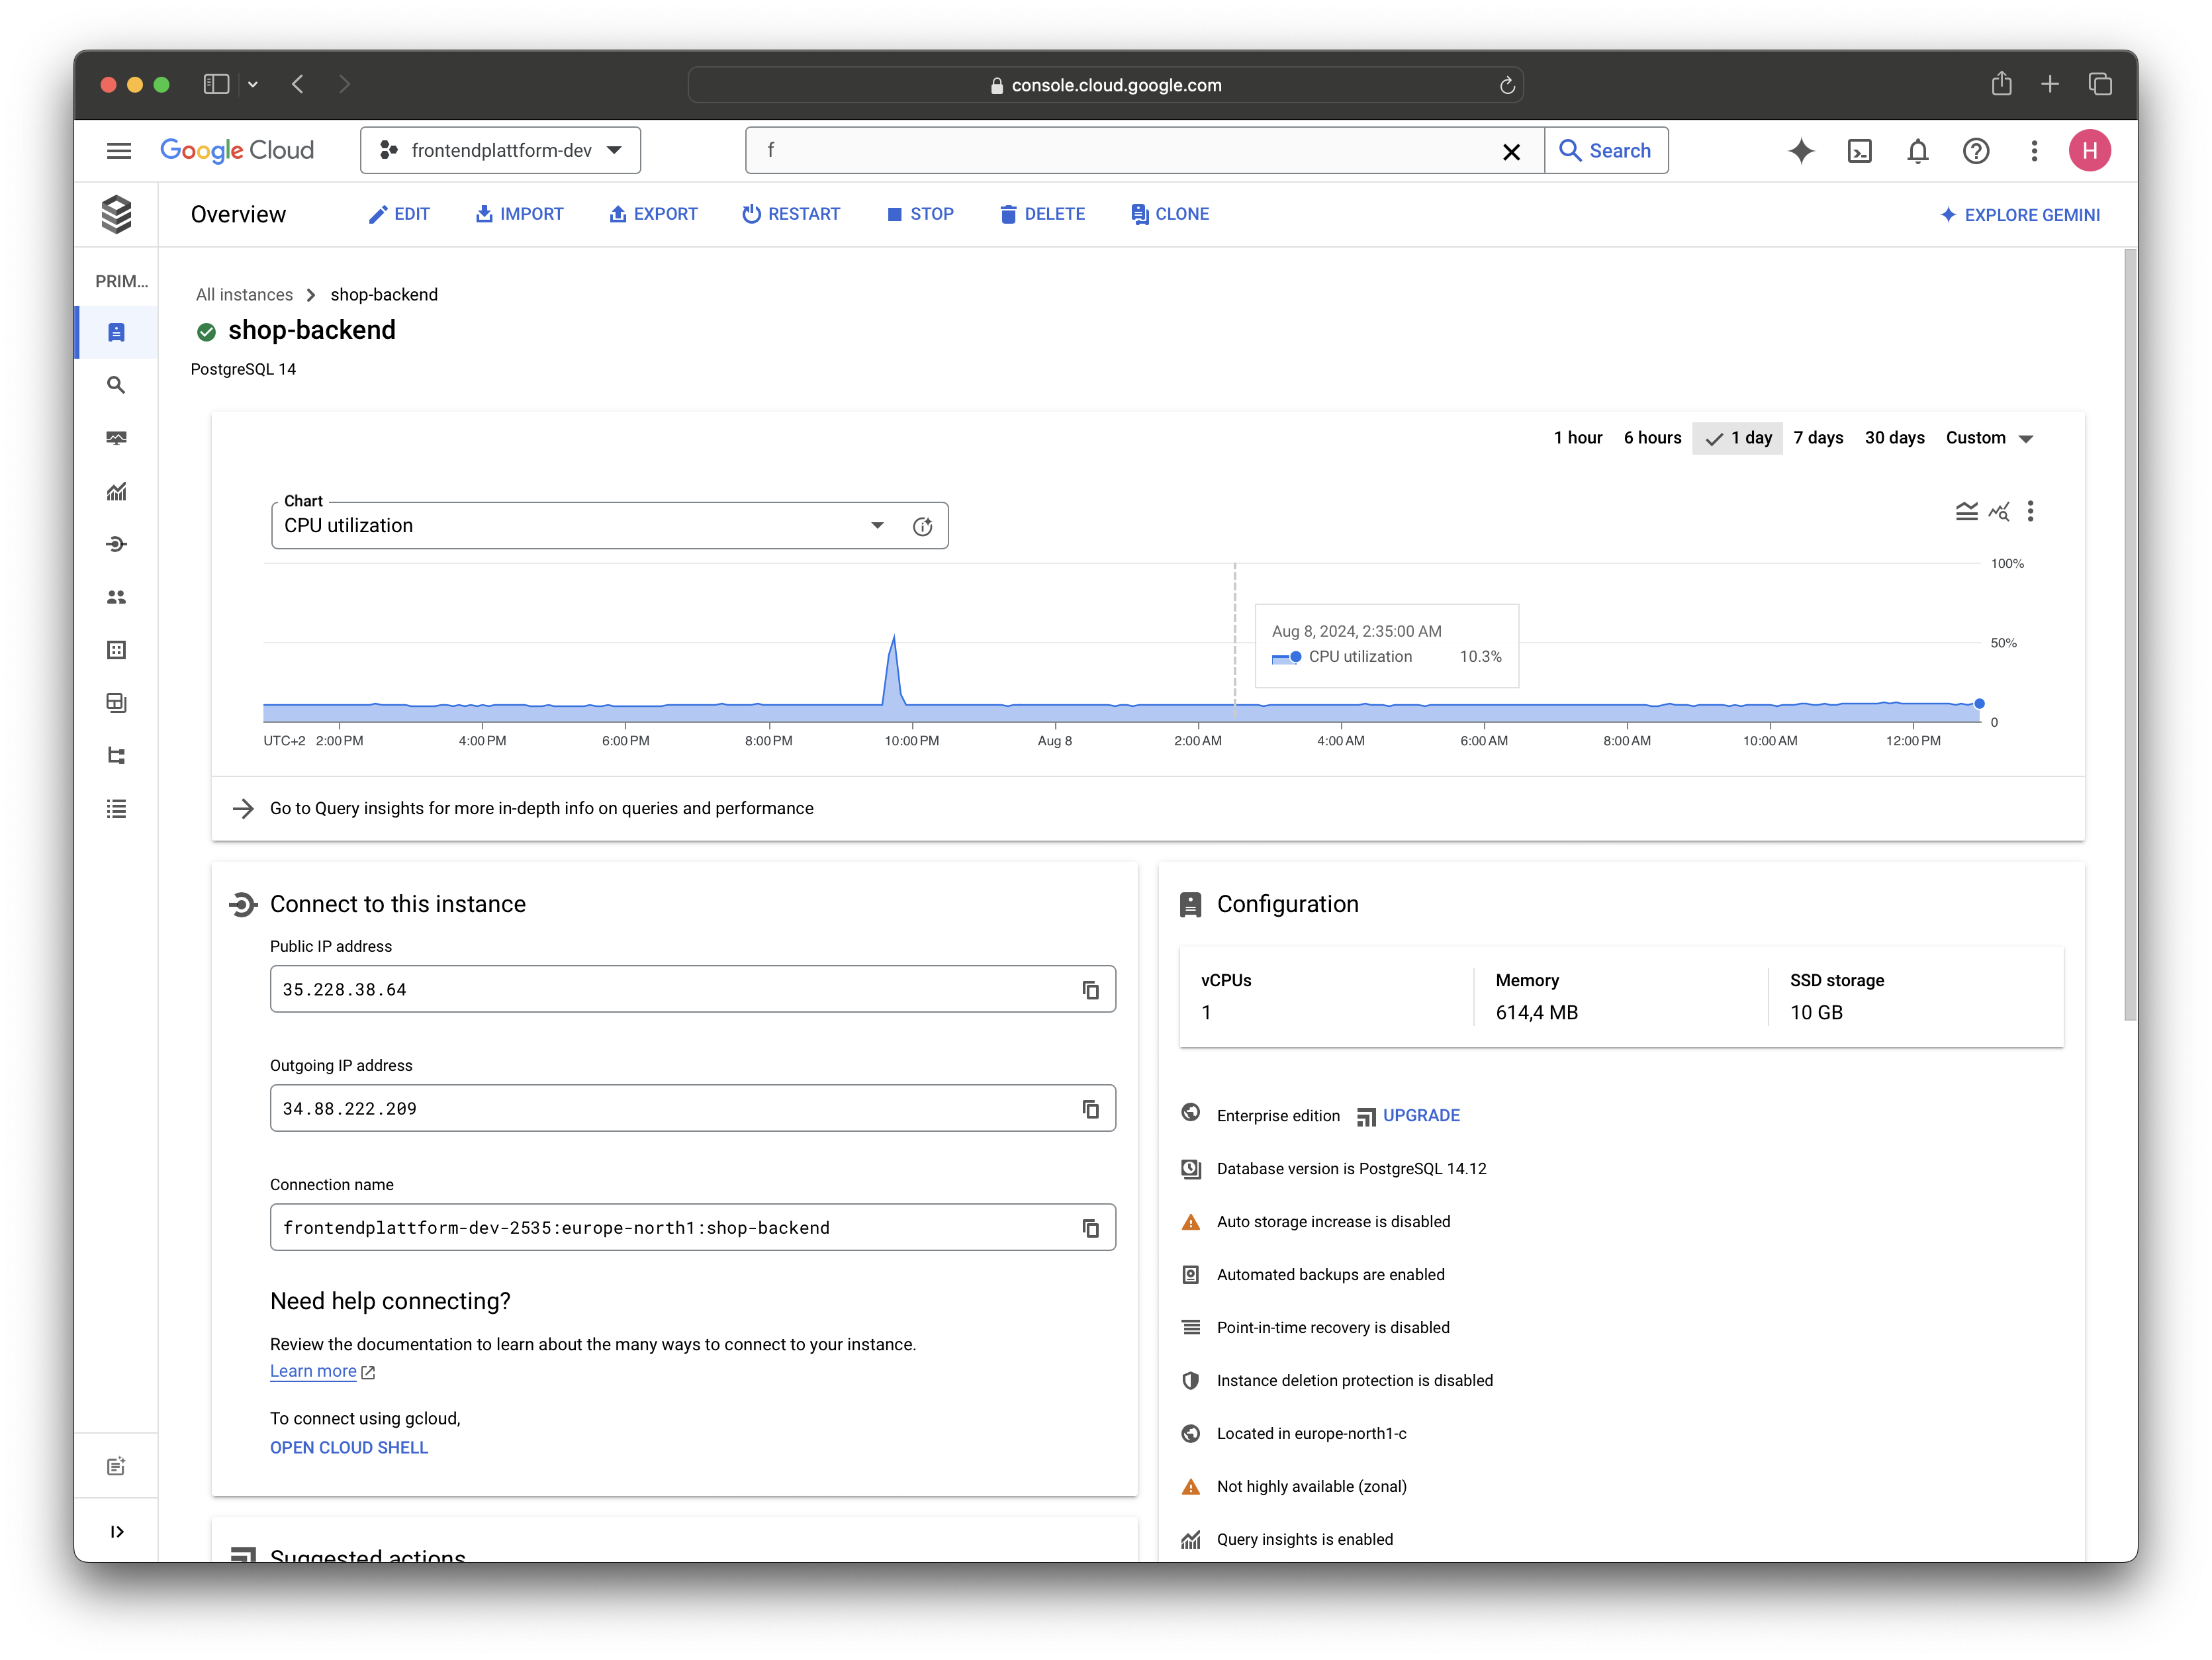 console.cloud.google.com
Google Cloud
frontendplattform-dev
f
Search
H
Overview
EDIT
IMPORT
EXPORT
RESTART
STOP
DELETE
CLONE
EXPLORE GEMINI
PRIM...
All instances
shop-backend
shop-backend
PostgreSQL 14
1 hour
6 hours
1 day
7 days
30 days
Custom
Chart
CPU utilization
100%
50%
0
Aug 8, 2024, 2:35:00 AM
CPU utilization 10.3%
UTC+2 2:00 PM 4:00 PM 6:00 PM 8:00 PM 10:00 PM Aug 8 2:00 AM 4:00 AM 6:00 AM 8:00 AM 10:00 AM 12:00 PM
Go to Query insights for more in-depth info on queries and performance
Connect to this instance
Public IP address
35.228.38.64
Outgoing IP address
34.88.222.209
Connection name
frontendplattform-dev-2535:europe-north1:shop-backend
Need help connecting?
Review the documentation to learn about the many ways to connect to your instance.
Learn more
To connect using gcloud,
OPEN CLOUD SHELL
Suggested actions
Configuration
vCPUs
1
Memory
614,4 MB
SSD storage
10 GB
Enterprise edition
UPGRADE
Database version is PostgreSQL 14.12
Auto storage increase is disabled
Automated backups are enabled
Point-in-time recovery is disabled
Instance deletion protection is disabled
Located in europe-north1-c
Not highly available (zonal)
Query insights is enabled